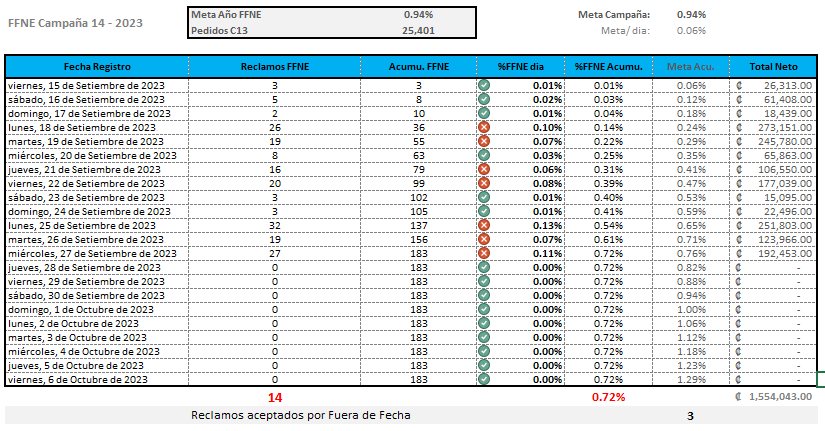 FFNE Campaña 14 - 2023
Meta Año FFNE 0.94%
Pedidos C13 25,401
Meta Campaña: 0.94%
Meta/ dia: 0.06%
Fecha Registro Reclamos FFNE Acumu. FFNE %FFNE dia %FFNE Acumu. Meta Acu. Total Neto
viernes, 15 de Setiembre de 2023 3 3 0.01% 0.01% 0.06% ₡ 26,313.00
sábado, 16 de Setiembre de 2023 5 8 0.02% 0.03% 0.12% ₡ 61,408.00
domingo, 17 de Setiembre de 2023 2 10 0.01% 0.04% 0.18% ₡ 18,439.00
lunes, 18 de Setiembre de 2023 26 36 0.10% 0.14% 0.24% ₡ 273,151.00
martes, 19 de Setiembre de 2023 19 55 0.07% 0.22% 0.29% ₡ 245,780.00
miércoles, 20 de Setiembre de 2023 8 63 0.03% 0.25% 0.35% ₡ 65,863.00
jueves, 21 de Setiembre de 2023 16 79 0.06% 0.31% 0.41% ₡ 106,550.00
viernes, 22 de Setiembre de 2023 20 99 0.08% 0.39% 0.47% ₡ 177,039.00
sábado, 23 de Setiembre de 2023 3 102 0.01% 0.40% 0.53% ₡ 15,095.00
domingo, 24 de Setiembre de 2023 3 105 0.01% 0.41% 0.59% ₡ 22,496.00
lunes, 25 de Setiembre de 2023 32 137 0.13% 0.54% 0.65% ₡ 251,803.00
martes, 26 de Setiembre de 2023 19 156 0.07% 0.61% 0.71% ₡ 123,966.00
miércoles, 27 de Setiembre de 2023 27 183 0.11% 0.72% 0.76% ₡ 192,453.00
jueves, 28 de Setiembre de 2023 0 183 0.00% 0.72% 0.82% ₡ -
viernes, 29 de Setiembre de 2023 0 183 0.00% 0.72% 0.88% ₡ -
sábado, 30 de Setiembre de 2023 0 183 0.00% 0.72% 0.94% ₡ -
domingo, 1 de Octubre de 2023 0 183 0.00% 0.72% 1.00% ₡ -
lunes, 2 de Octubre de 2023 0 183 0.00% 0.72% 1.06% ₡ -
martes, 3 de Octubre de 2023 0 183 0.00% 0.72% 1.12% ₡ -
miércoles, 4 de Octubre de 2023 0 183 0.00% 0.72% 1.18% ₡ -
jueves, 5 de Octubre de 2023 0 183 0.00% 0.72% 1.23% ₡ -
viernes, 6 de Octubre de 2023 0 183 0.00% 0.72% 1.29% ₡ -
14 0.72% ₡ 1,554,043.00
Reclamos aceptados por Fuera de Fecha 3